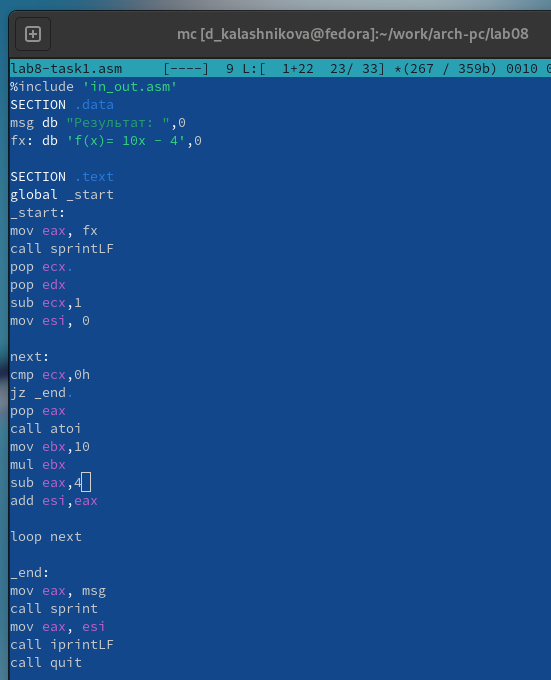 mc [d_kalashnikova@fedora]:~/work/arch-pc/lab08
lab8-task1.asm [----] 9 L:[ 1+22 23/ 33] *(267 / 359b) 0010 0
%include 'in_out.asm'
SECTION .data
msg db "Результат: ",0
fx: db 'f(x)= 10x - 4',0
SECTION .text
global _start
_start:
mov eax, fx
call sprintLF
pop ecx.
pop edx
sub ecx,1
mov esi, 0
next:
cmp ecx,0h
jz _end.
pop eax
call atoi
mov ebx,10
mul ebx
sub eax,4
add esi,eax
loop next
_end:
mov eax, msg
call sprint
mov eax, esi
call iprintLF
call quit